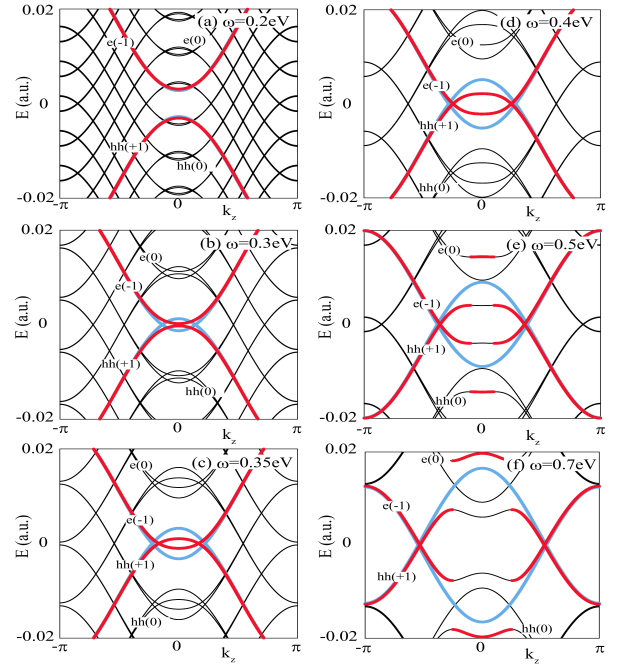 0.02
(a) ω=0.2eV
e(-1)
e(0)
E (a.u.)
0
hh(+1)
hh(0)
-0.02
-π
0
k_z
π
0.02
(b) ω=0.3eV
e(0)
e(-1)
E (a.u.)
0
hh(+1)
hh(0)
-0.02
-π
0
k_z
π
0.02
(c) ω=0.35eV
e(0)
e(-1)
E (a.u.)
0
hh(+1)
hh(0)
-0.02
-π
0
k_z
π
0.02
(d) ω=0.4eV
e(0)
e(-1)
E (a.u.)
0
hh(+1)
hh(0)
-0.02
-π
0
k_z
π
0.02
(e) ω=0.5eV
e(0)
e(-1)
E (a.u.)
0
hh(+1)
hh(0)
-0.02
-π
0
k_z
π
0.02
(f) ω=0.7eV
e(0)
e(-1)
E (a.u.)
0
hh(+1)
hh(0)
-0.02
-π
0
k_z
π